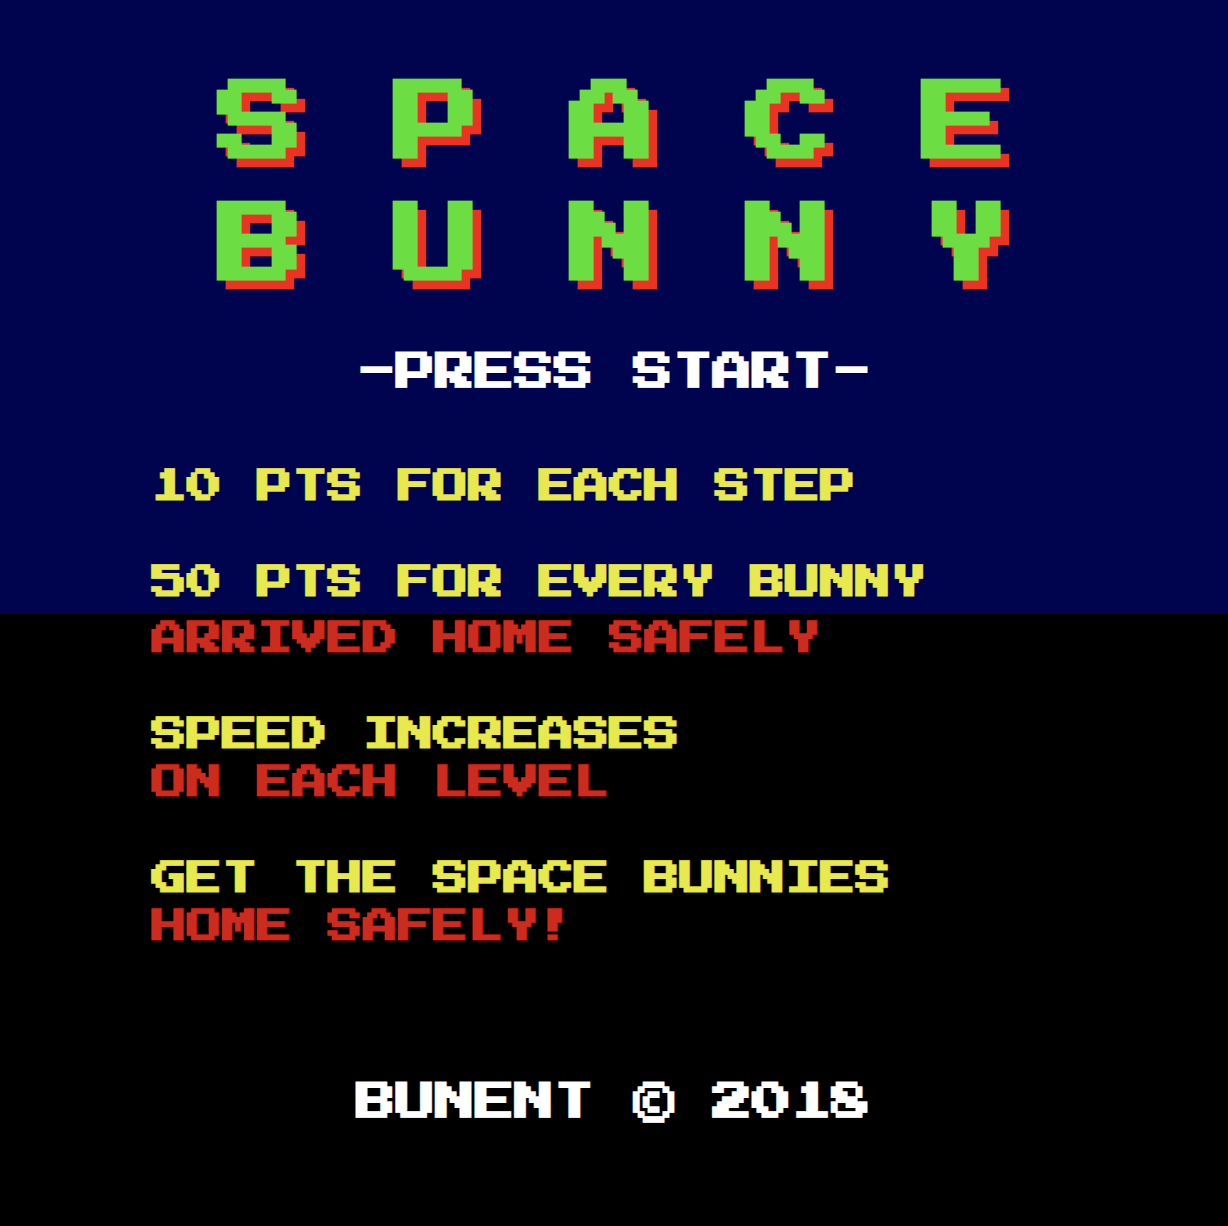 SPACE
BUNNY
-PRESS START-
10 PTS FOR EACH STEP
50 PTS FOR EVERY BUNNY
ARRIVED HOME SAFELY
SPEED INCREASES
ON EACH LEVEL
GET THE SPACE BUNNIES
HOME SAFELY!
BUNENT © 2018